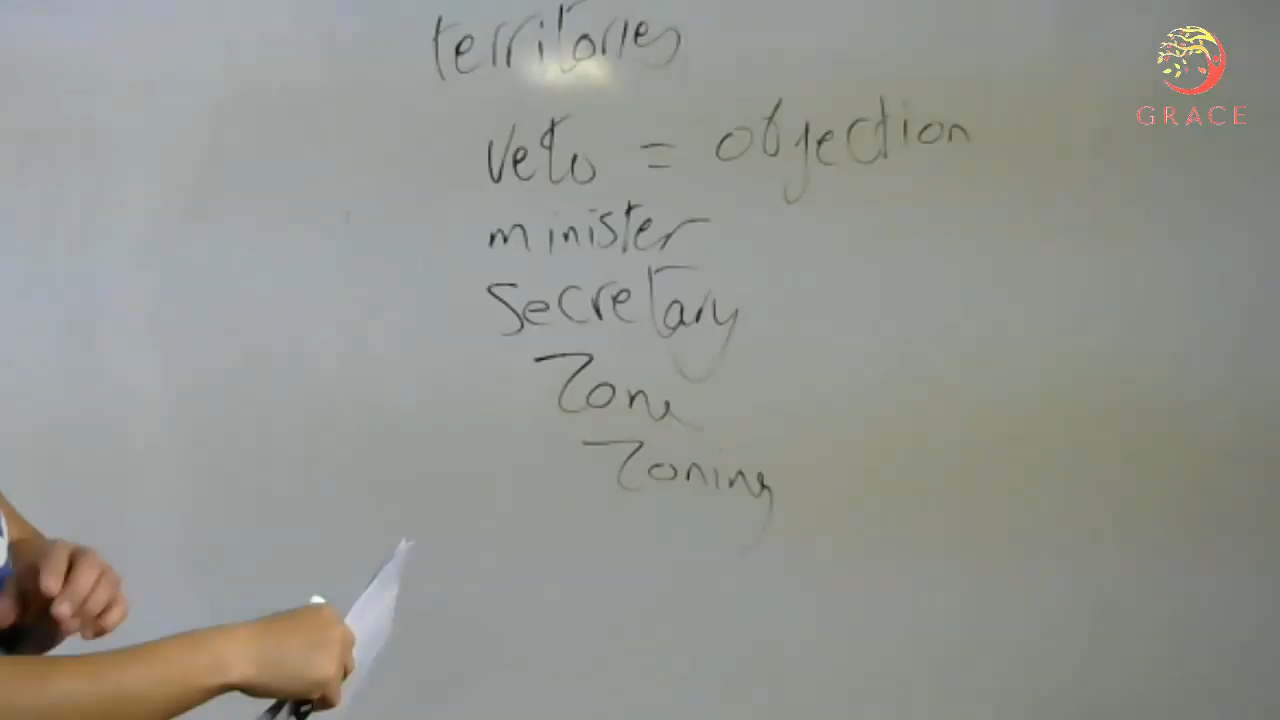 territories
GRACE
veto = objection
minister
secretary
Zone
Zoning